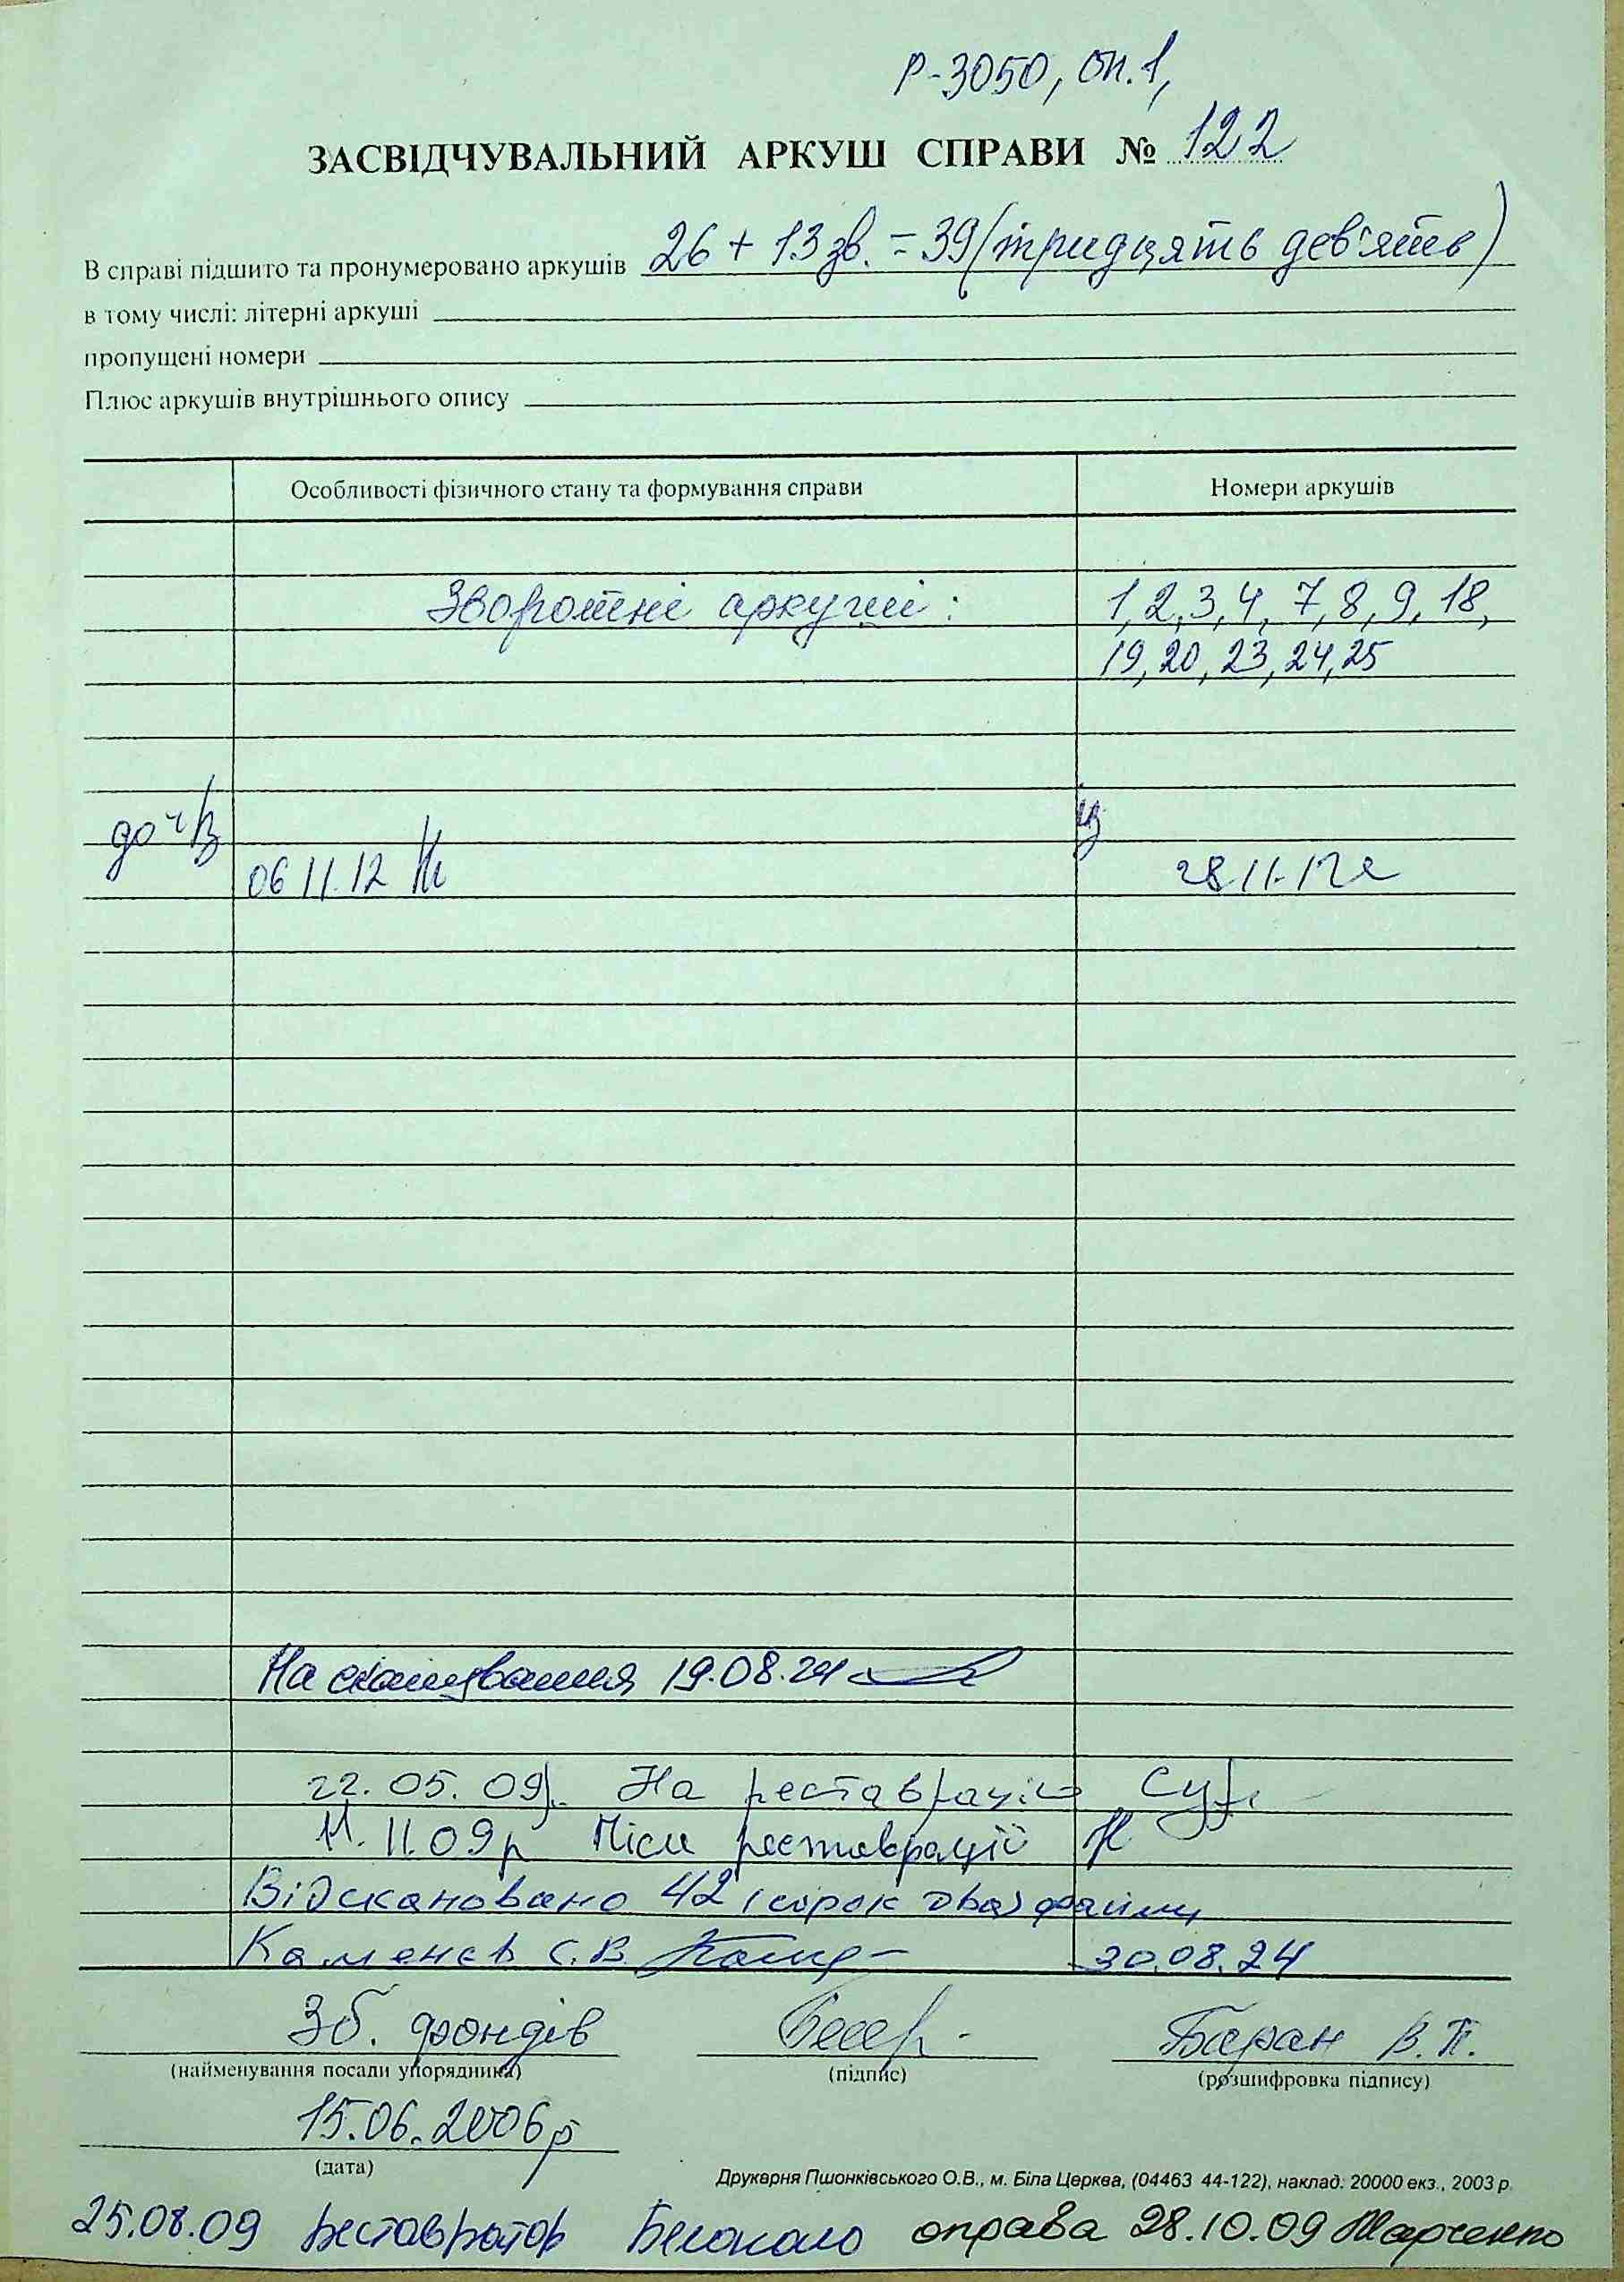 Р-3050, оп.1,
ЗАСВІДЧУВАЛЬНИЙ АРКУШ СПРАВИ № 122
В справі підшито та пронумеровано аркушів 26 + 13 зв. = 39 (тридцять дев'ять)
в тому числі: літерні аркуші
пропущені номери
Плюс аркушів внутрішнього опису
Особливості фізичного стану та формування справи Номери аркушів
Зворотні аркуші: 1, 2, 3, 4, 7, 8, 9, 18,
19, 20, 23, 24, 25
до ч/з
06 11.12 28 11.12
На сканування 19.08.24
22.05.09р. На реставрацію
11.11.09р Після реставрації
Відскановано 42 (сорок два) файли
Каменєв С.В. 30.08.24
Зб. фондів Баран В.П.
(найменування посади упорядника) (підпис) (розшифровка підпису)
15.06.2006р
(дата)
Друкарня Пшонківського О.В., м. Біла Церква, (04463 44-122), наклад: 20000 екз., 2003 р.
25.08.09 реставратор оправа 28.10.09 Марченко